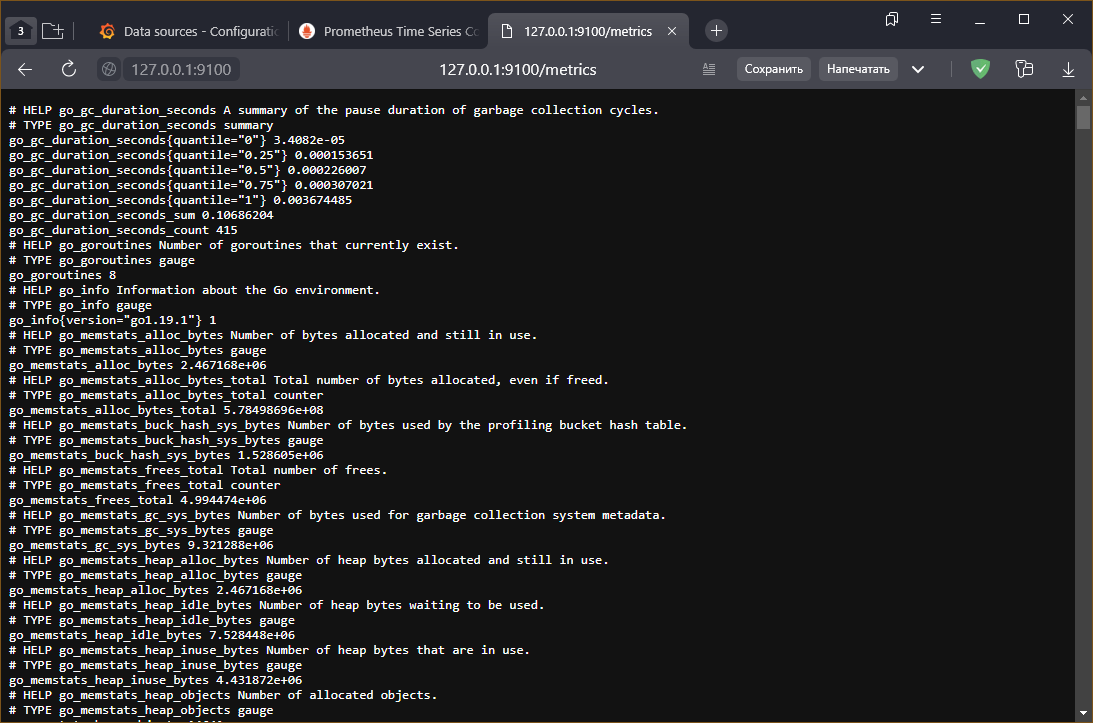 3
Data sources - Configuratic
Prometheus Time Series Co
127.0.0.1:9100/metrics
127.0.0.1:9100
127.0.0.1:9100/metrics
Сохранить
Напечатать
# HELP go_gc_duration_seconds A summary of the pause duration of garbage collection cycles.
# TYPE go_gc_duration_seconds summary
go_gc_duration_seconds{quantile="0"} 3.4082e-05
go_gc_duration_seconds{quantile="0.25"} 0.000153651
go_gc_duration_seconds{quantile="0.5"} 0.000226007
go_gc_duration_seconds{quantile="0.75"} 0.000307021
go_gc_duration_seconds{quantile="1"} 0.003674485
go_gc_duration_seconds_sum 0.10686204
go_gc_duration_seconds_count 415
# HELP go_goroutines Number of goroutines that currently exist.
# TYPE go_goroutines gauge
go_goroutines 8
# HELP go_info Information about the Go environment.
# TYPE go_info gauge
go_info{version="go1.19.1"} 1
# HELP go_memstats_alloc_bytes Number of bytes allocated and still in use.
# TYPE go_memstats_alloc_bytes gauge
go_memstats_alloc_bytes 2.467168e+06
# HELP go_memstats_alloc_bytes_total Total number of bytes allocated, even if freed.
# TYPE go_memstats_alloc_bytes_total counter
go_memstats_alloc_bytes_total 5.78498696e+08
# HELP go_memstats_buck_hash_sys_bytes Number of bytes used by the profiling bucket hash table.
# TYPE go_memstats_buck_hash_sys_bytes gauge
go_memstats_buck_hash_sys_bytes 1.528605e+06
# HELP go_memstats_frees_total Total number of frees.
# TYPE go_memstats_frees_total counter
go_memstats_frees_total 4.994474e+06
# HELP go_memstats_gc_sys_bytes Number of bytes used for garbage collection system metadata.
# TYPE go_memstats_gc_sys_bytes gauge
go_memstats_gc_sys_bytes 9.321288e+06
# HELP go_memstats_heap_alloc_bytes Number of heap bytes allocated and still in use.
# TYPE go_memstats_heap_alloc_bytes gauge
go_memstats_heap_alloc_bytes 2.467168e+06
# HELP go_memstats_heap_idle_bytes Number of heap bytes waiting to be used.
# TYPE go_memstats_heap_idle_bytes gauge
go_memstats_heap_idle_bytes 7.528448e+06
# HELP go_memstats_heap_inuse_bytes Number of heap bytes that are in use.
# TYPE go_memstats_heap_inuse_bytes gauge
go_memstats_heap_inuse_bytes 4.431872e+06
# HELP go_memstats_heap_objects Number of allocated objects.
# TYPE go_memstats_heap_objects gauge